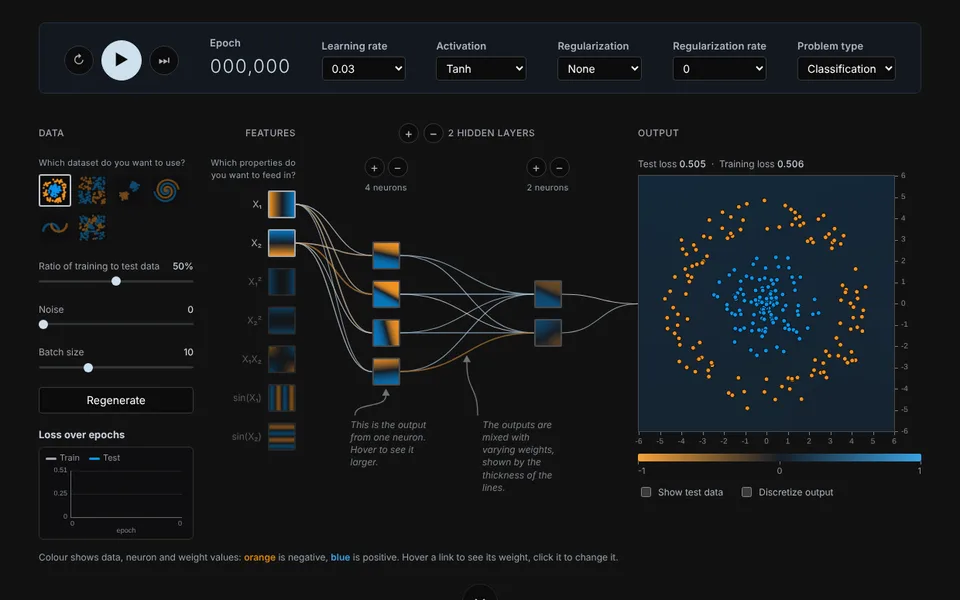 Epoch
000,000
Learning rate
0.03
Activation
Tanh
Regularization
None
Regularization rate
0
Problem type
Classification
DATA
Which dataset do you want to use?
Ratio of training to test data 50%
Noise 0
Batch size 10
Regenerate
Loss over epochs
Train Test
0.51
0.25
0
0 0
epoch
FEATURES
Which properties do
you want to feed in?
X₁
X₂
X₁²
X₂²
X₁X₂
sin(X₁)
sin(X₂)
+ − 2 HIDDEN LAYERS
+ −
4 neurons
+ −
2 neurons
This is the output
from one neuron.
Hover to see it
larger.
The outputs are
mixed with
varying weights,
shown by the
thickness of the
lines.
OUTPUT
Test loss 0.505 · Training loss 0.506
6
5
4
3
2
1
0
-1
-2
-3
-4
-5
-6
-6 -5 -4 -3 -2 -1 0 1 2 3 4 5 6
-1 0 1
Show test data Discretize output
Colour shows data, neuron and weight values: orange is negative, blue is positive. Hover a link to see its weight, click it to change it.